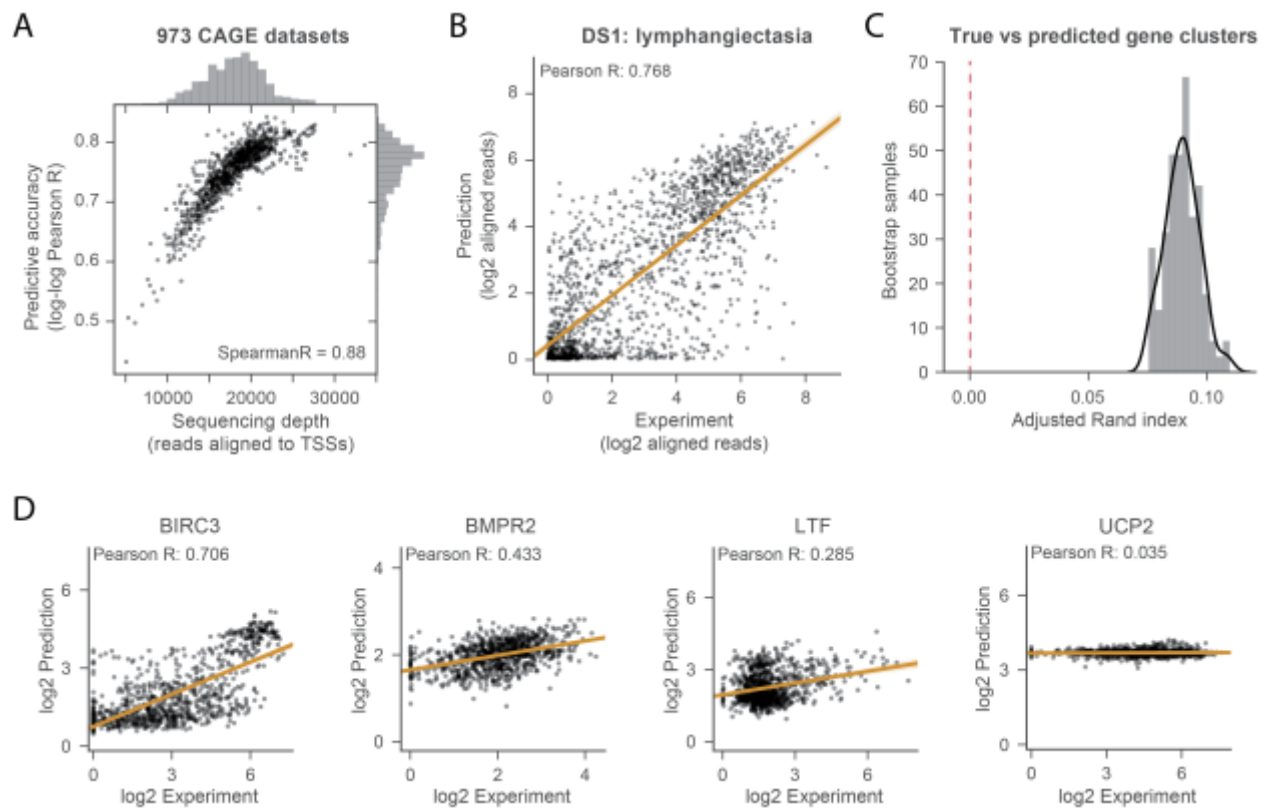 A
973 CAGE datasets
Predictive accuracy
(log-log Pearson R)
0.8
0.7
0.6
0.5
SpearmanR = 0.88
10000 20000 30000
Sequencing depth
(reads aligned to TSSs)
B
DS1: lymphangiectasia
Pearson R: 0.768
Prediction
(log2 aligned reads)
8
6
4
2
0
0 2 4 6 8
Experiment
(log2 aligned reads)
C
True vs predicted gene clusters
Bootstrap samples
70
60
50
40
30
20
10
0
0.00 0.05 0.10
Adjusted Rand index
D
BIRC3
Pearson R: 0.706
log2 Prediction
6
3
0
0 3 6
log2 Experiment
BMPR2
Pearson R: 0.433
log2 Prediction
4
2
0
0 2 4
log2 Experiment
LTF
Pearson R: 0.285
log2 Prediction
6
3
0
0 3 6
log2 Experiment
UCP2
Pearson R: 0.035
log2 Prediction
6
3
0
0 3 6
log2 Experiment